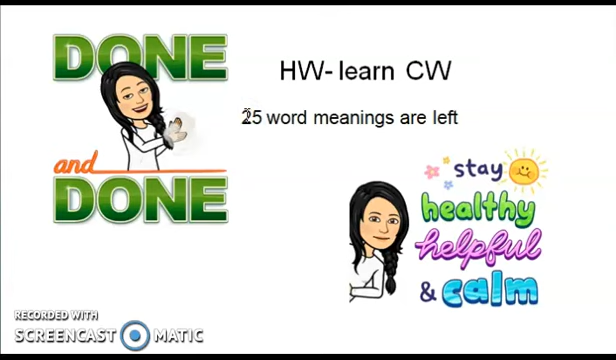 DONE
and
DONE
HW- learn CW
25 word meanings are left
stay
healthy
helpful
& calm
RECORDED WITH
SCREENCAST MATIC